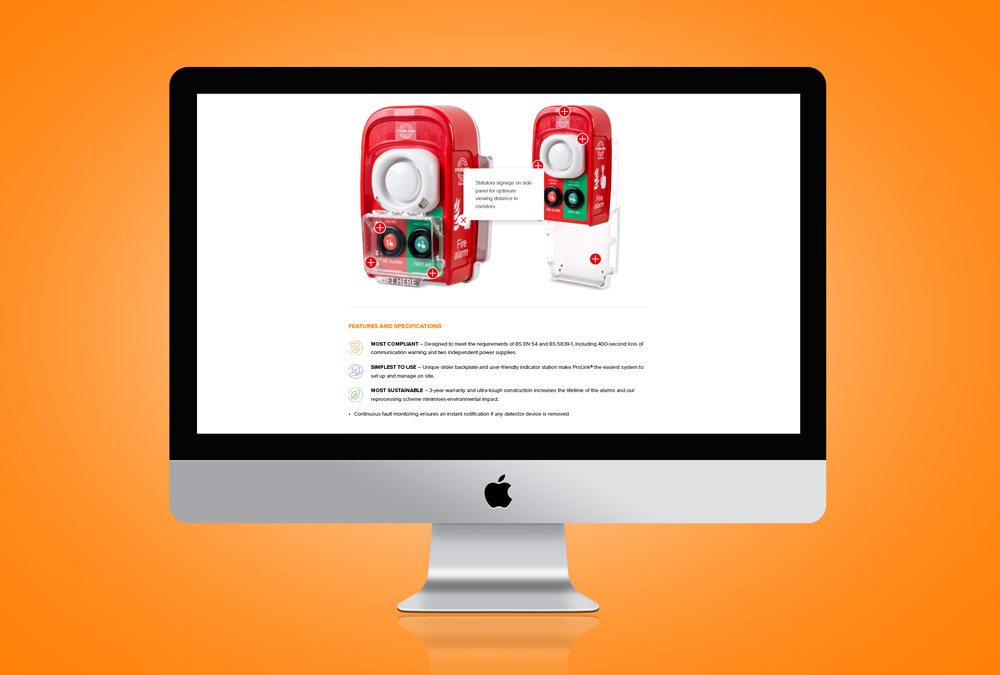 Statutory signage on side
panel for optimum
viewing distance in
corridors
Fire
alarm
FIRE ALARM
FIRST AID
LIFT HERE
Fire
alarm
FIRE ALARM
FIRST AID
FEATURES AND SPECIFICATIONS
MOST COMPLIANT – Designed to meet the requirements of BS EN 54 and BS 5839-1, including 400-second loss of
communication warning and two independent power supplies.
SIMPLEST TO USE – Unique slider backplate and user-friendly indicator station make ProLink® the easiest system to
set up and manage on site.
MOST SUSTAINABLE – 3-year warranty and ultra-tough construction increases the lifetime of the alarms and our
reprocessing scheme minimises environmental impact.
• Continuous fault monitoring ensures an instant notification if any detector device is removed